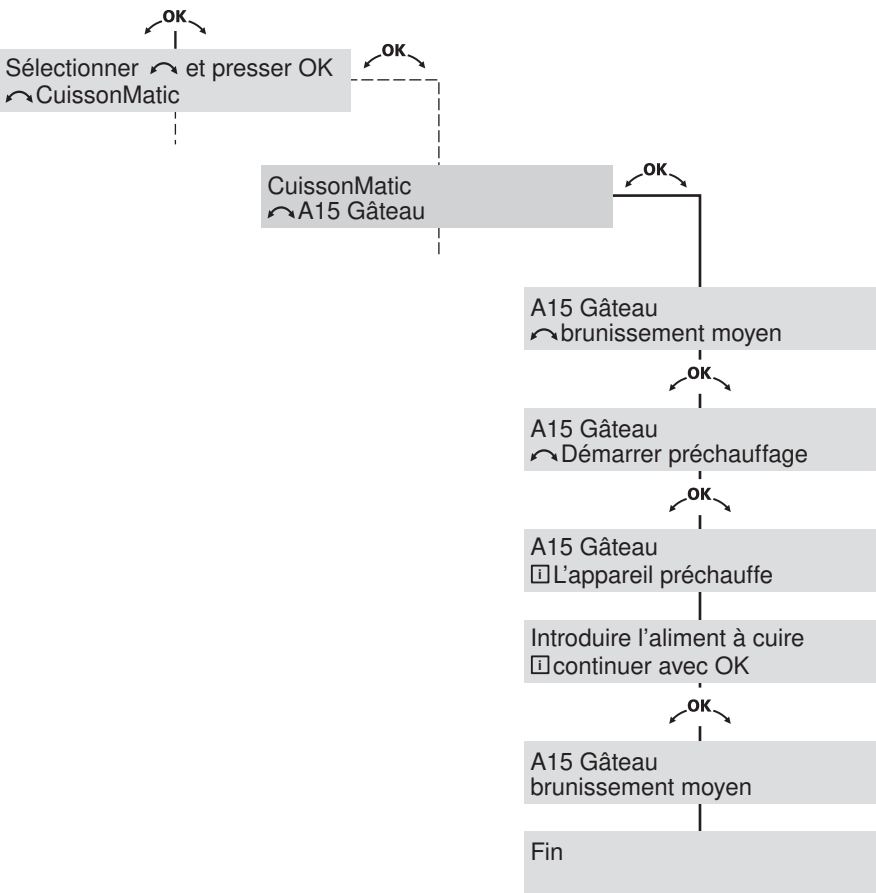 OK
Sélectionner et presser OK
CuissonMatic
OK
CuissonMatic
A15 Gâteau
OK
A15 Gâteau
brunissement moyen
OK
A15 Gâteau
Démarrer préchauffage
OK
A15 Gâteau
i L'appareil préchauffe
Introduire l'aliment à cuire
i continuer avec OK
OK
A15 Gâteau
brunissement moyen
Fin